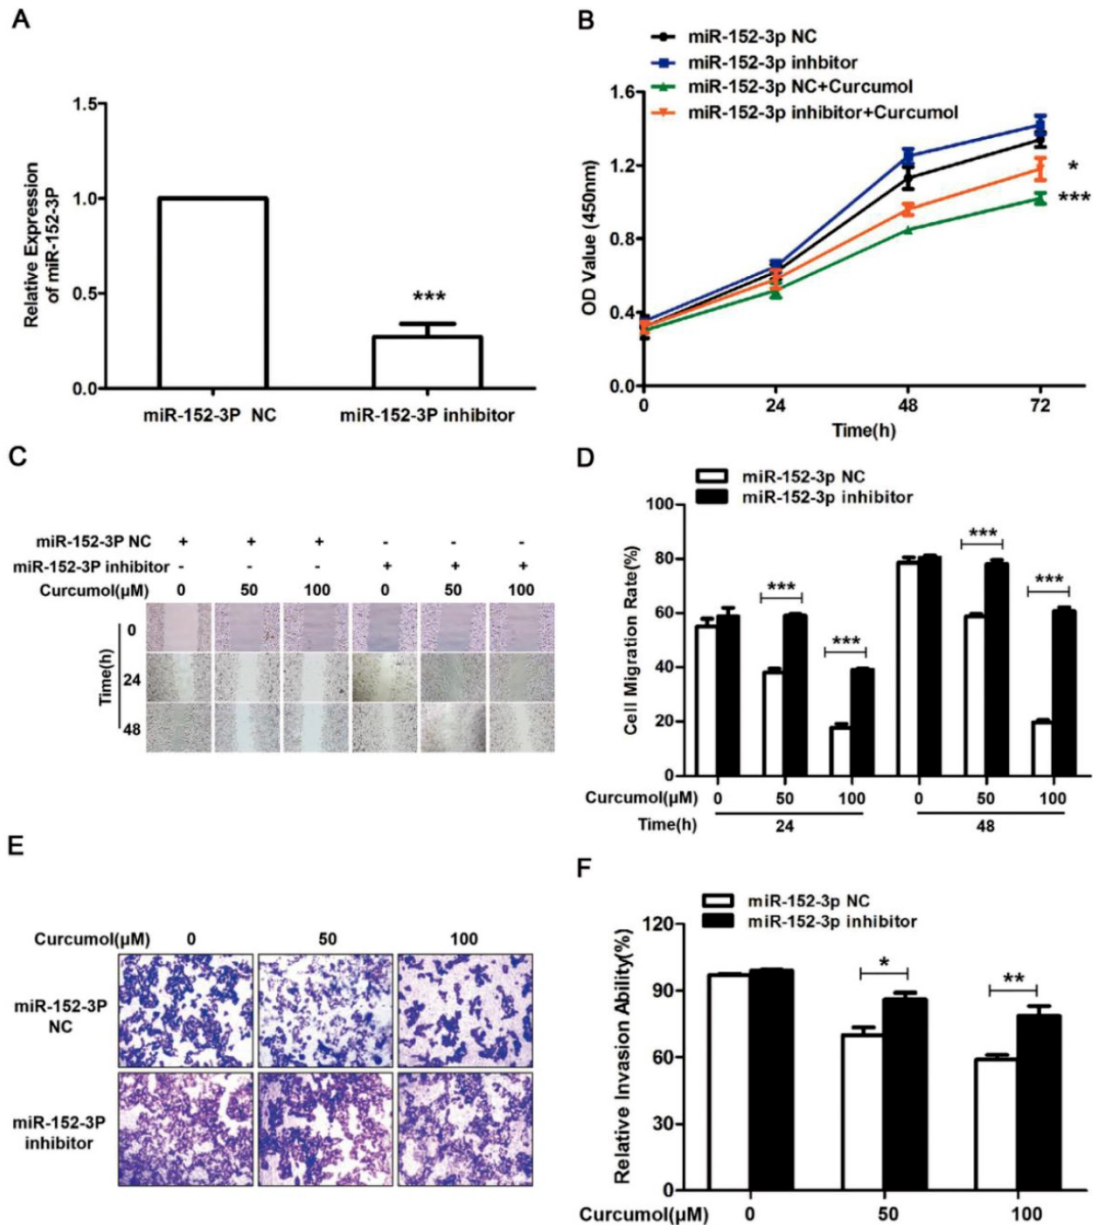 A
Relative Expression
of miR-152-3P
1.5
1.0
0.5
0.0
***
miR-152-3P NC
miR-152-3P inhibitor
B
miR-152-3p NC
miR-152-3p inhbitor
miR-152-3p NC+Curcumol
miR-152-3p inhibitor+Curcumol
OD Value (450nm)
1.6
1.2
0.8
0.4
0.0
*
***
0 24 48 72
Time(h)
C
miR-152-3P NC + + + - - -
miR-152-3P inhibitor - - - + + +
Curcumol(μM) 0 50 100 0 50 100
Time(h)
0
24
48
D
miR-152-3p NC
miR-152-3p inhibitor
Cell Migration Rate(%)
100
80
60
40
20
0
***
***
***
***
Curcumol(μM) 0 50 100 0 50 100
Time(h) 24 48
E
Curcumol(μM) 0 50 100
miR-152-3P
NC
miR-152-3P
inhibitor
F
miR-152-3p NC
miR-152-3p inhibitor
Relative Invasion Ability(%)
120
90
60
30
0
*
**
Curcumol(μM) 0 50 100